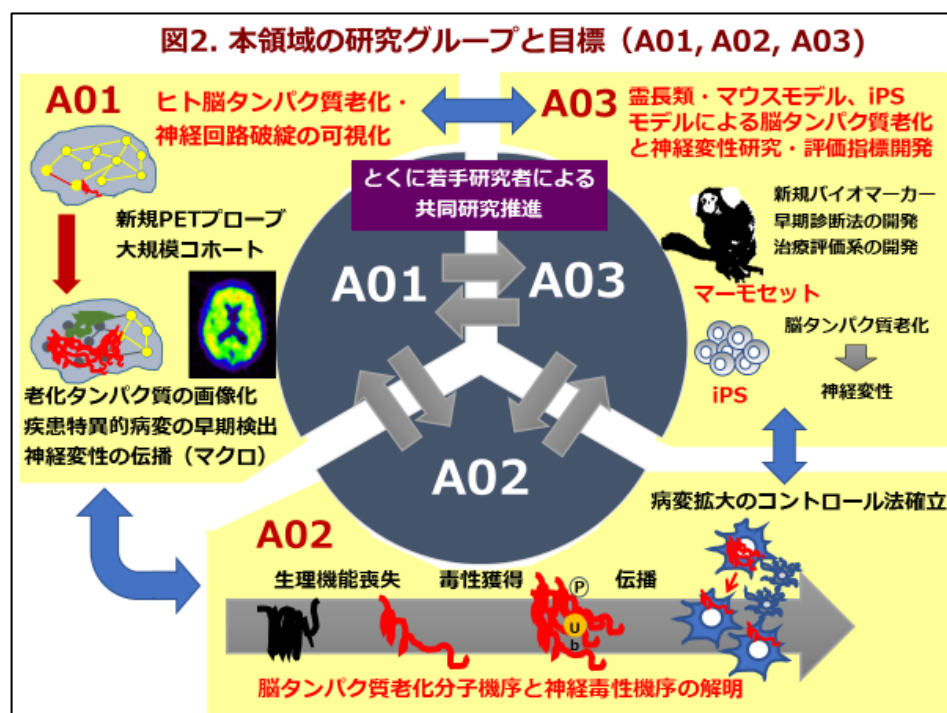 図2. 本領域の研究グループと目標（A01, A02, A03)
A01
ヒト脳タンパク質老化・
神経回路破綻の可視化
新規PETプローブ
大規模コホート
老化タンパク質の画像化
疾患特異的病変の早期検出
神経変性の伝播（マクロ）
A03
霊長類・マウスモデル、iPS
モデルによる脳タンパク質老化
と神経変性研究・評価指標開発
新規バイオマーカー
早期診断法の開発
治療評価系の開発
マーモセット
iPS
脳タンパク質老化
神経変性
とくに若手研究者による
共同研究推進
A01
A03
A02
A02
病変拡大のコントロール法確立
生理機能喪失
毒性獲得
伝播
P
U
b
脳タンパク質老化分子機序と神経毒性機序の解明